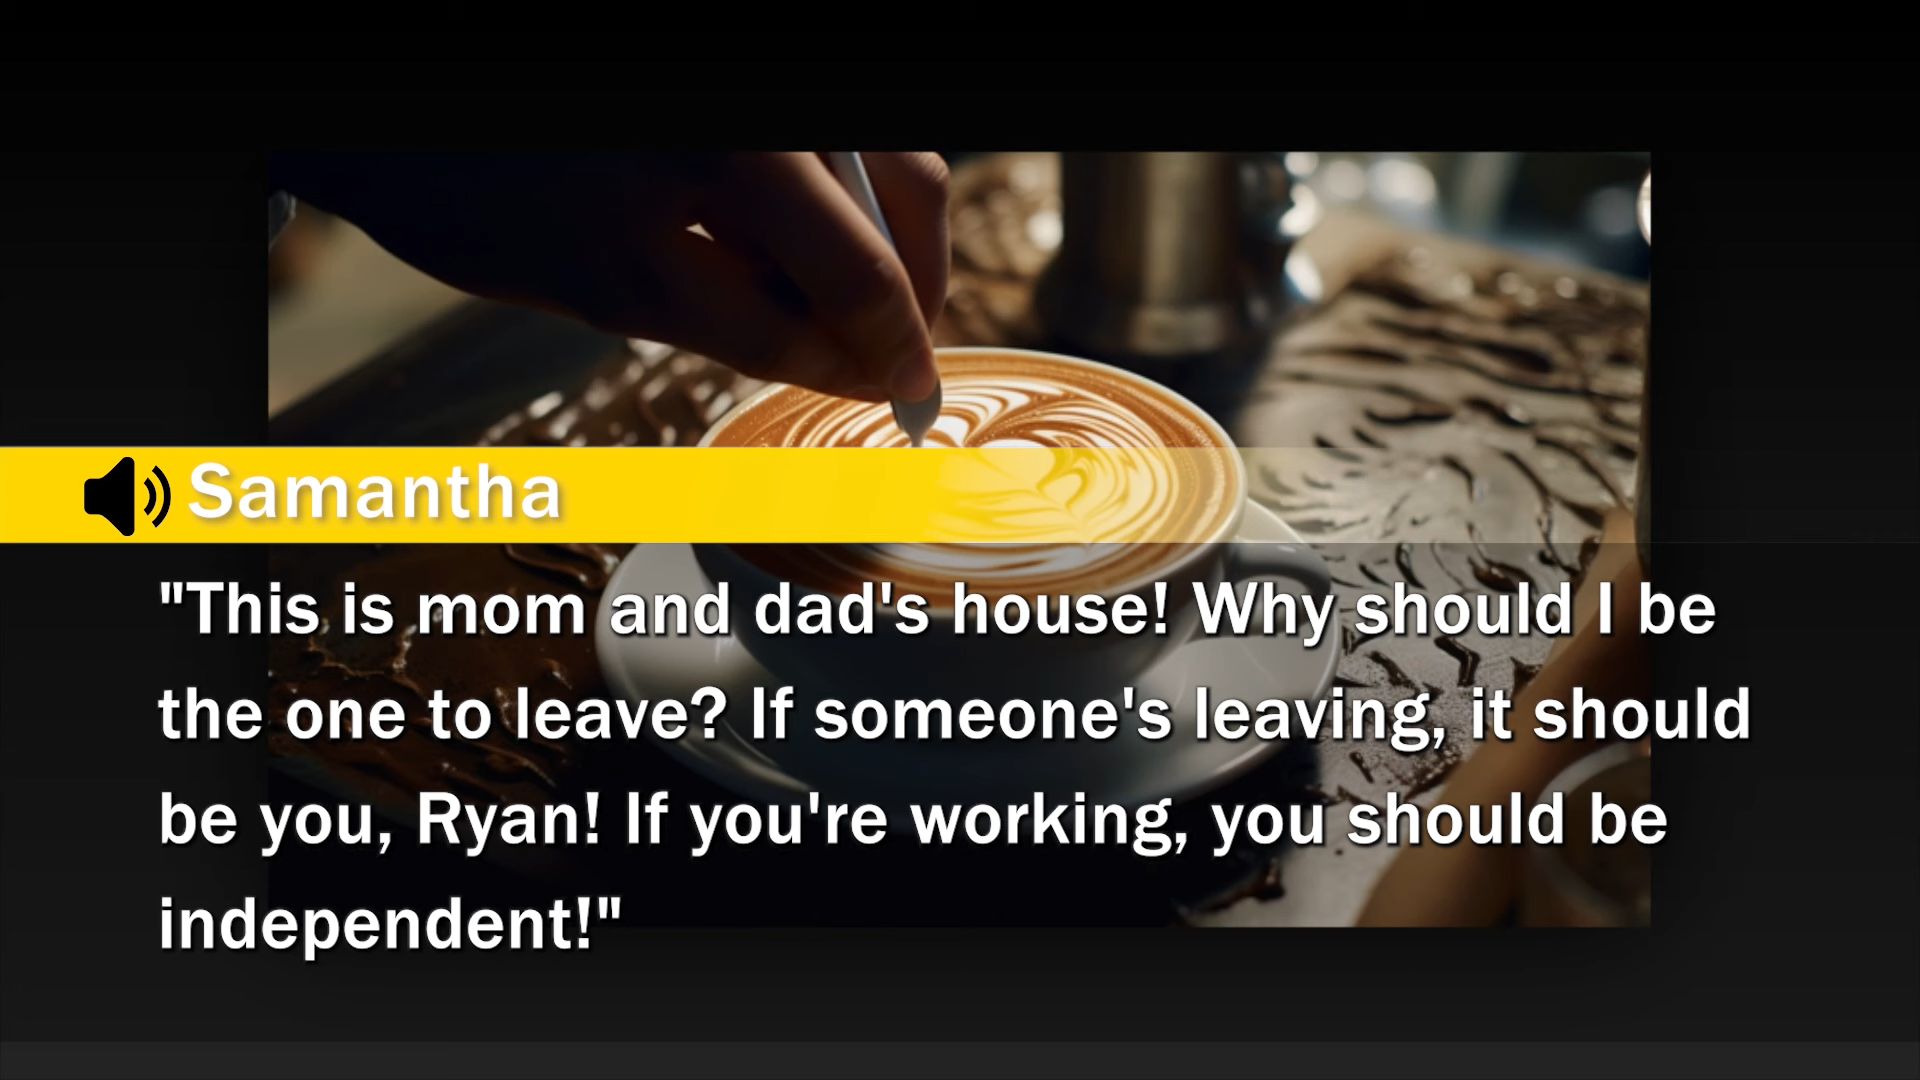 Samantha
"This is mom and dad's house! Why should I be
the one to leave? If someone's leaving, it should
be you, Ryan! If you're working, you should be
independent!"